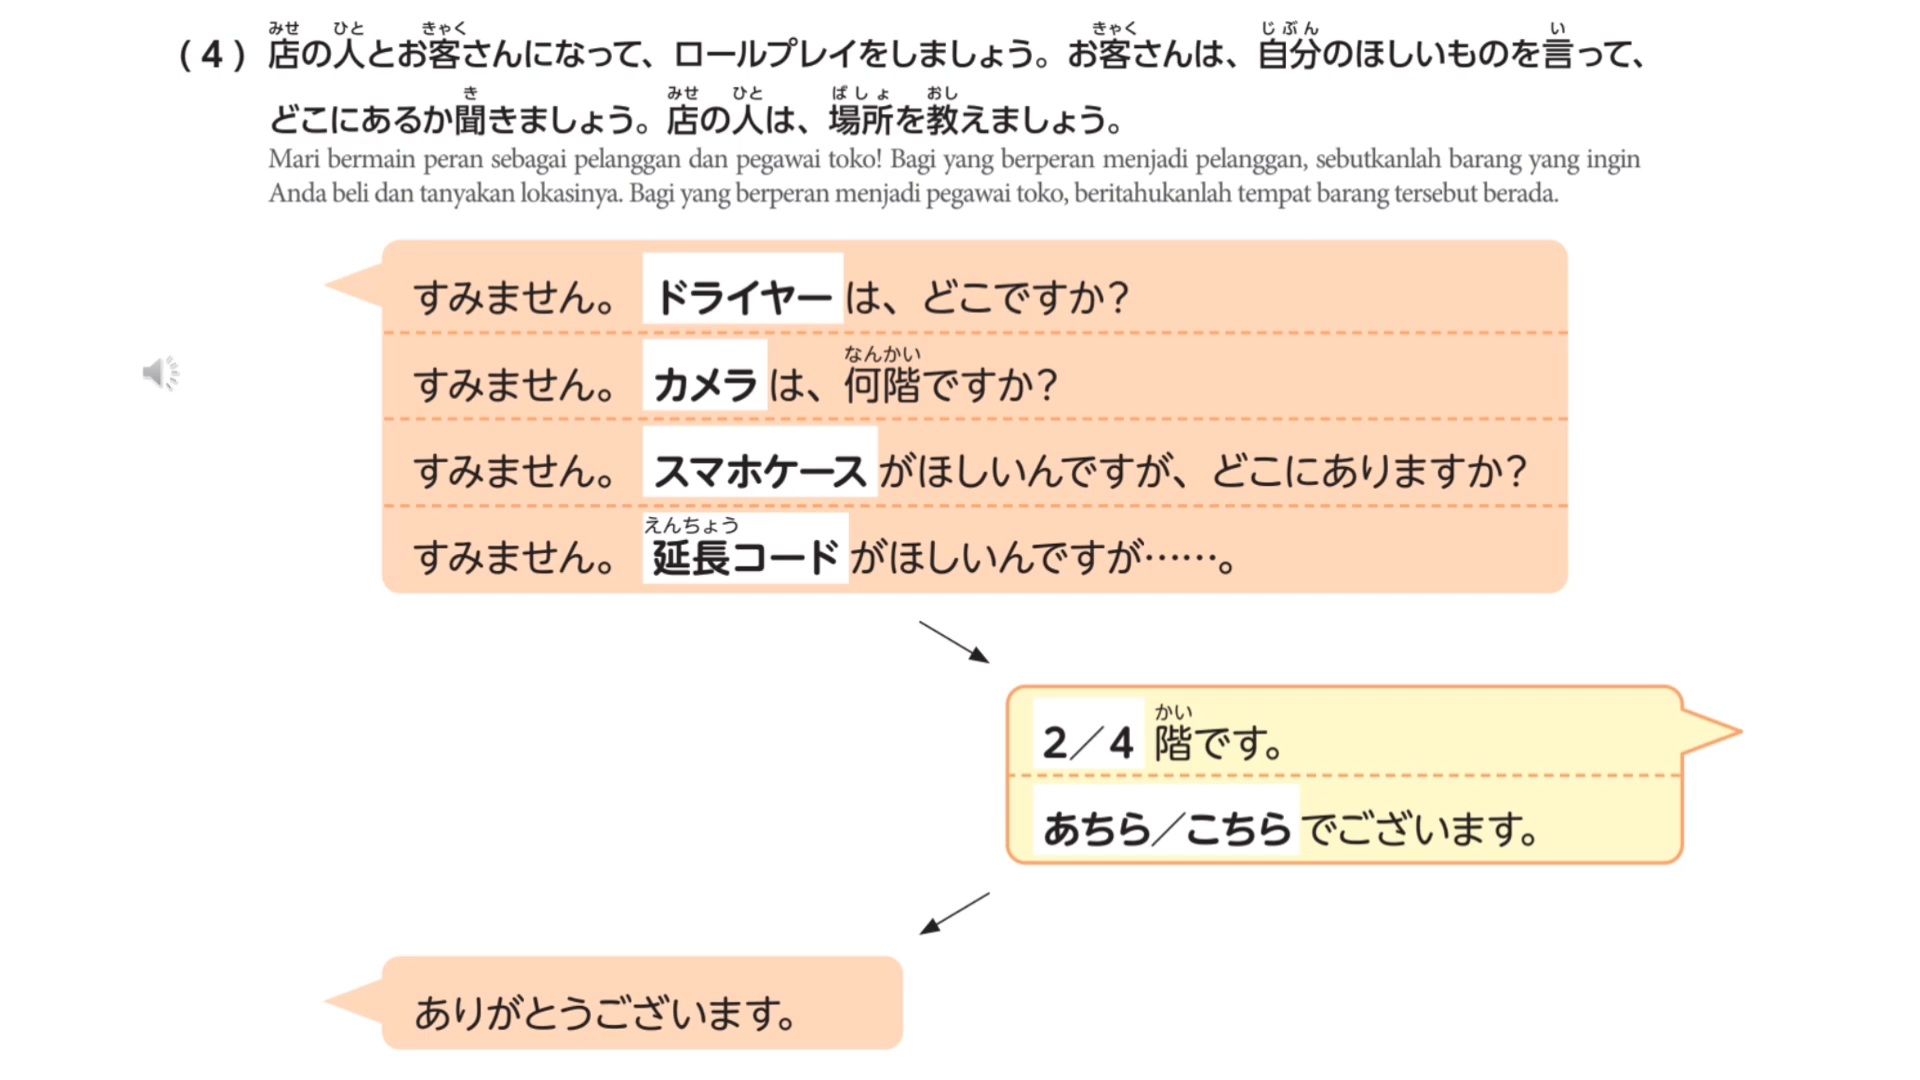 (4) 店の人とお客さんになって、ロールプレイをしましょう。お客さんは、自分のほしいものを言って、
どこにあるか聞きましょう。店の人は、場所を教えましょう。
Mari bermain peran sebagai pelanggan dan pegawai toko! Bagi yang berperan menjadi pelanggan, sebutkanlah barang yang ingin
Anda beli dan tanyakan lokasinya. Bagi yang berperan menjadi pegawai toko, beritahukanlah tempat barang tersebut berada.
すみません。 ドライヤー は、どこですか?
すみません。 カメラ は、何階ですか?
すみません。 スマホケース がほしいんですが、どこにありますか?
すみません。 延長コード がほしいんですが……。
2／4 階です。
あちら／こちら でございます。
ありがとうございます。